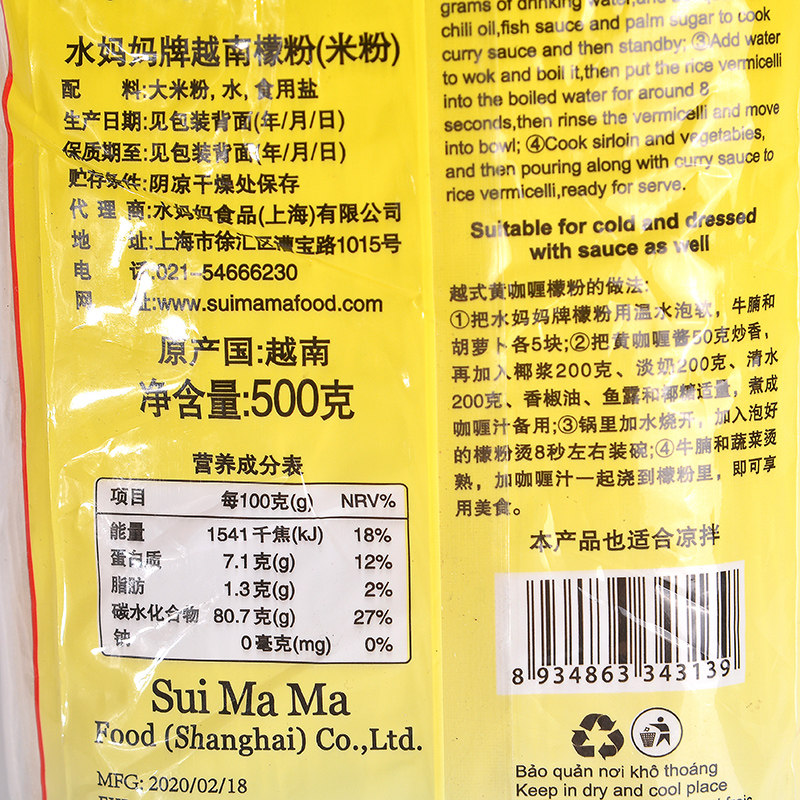 水妈妈牌越南檬粉(米粉)
配 料:大米粉, 水, 食用盐
生产日期:见包装背面(年/月/日)
保质期至:见包装背面(年/月/日)
贮存条件:阴凉干燥处保存
代 理 商:水妈妈食品(上海)有限公司
地 址:上海市徐汇区漕宝路1015号
电 话:021-54666230
网 址:www.suimamafood.com
原产国:越南
净含量:500克
营养成分表
项目 每100克(g) NRV%
能量 1541千焦(kJ) 18%
蛋白质 7.1克(g) 12%
脂肪 1.3克(g) 2%
碳水化合物 80.7克(g) 27%
钠 0毫克(mg) 0%
Sui Ma Ma
Food (Shanghai) Co.,Ltd.
MFG: 2020/02/18
grams of drinking water,and
chili oil,fish sauce and palm sugar to cook
curry sauce and then standby; ③Add water
to wok and boil it,then put the rice vermicelli
into the boiled water for around 8
seconds,then rinse the vermicelli and move
into bowl; ④Cook sirloin and vegetables,
and then pouring along with curry sauce to
rice vermicelli,ready for serve.
Suitable for cold and dressed
with sauce as well
越式黄咖喱檬粉的做法:
①把水妈妈牌檬粉用温水泡软，牛腩和
胡萝卜各5块;②把黄咖喱酱50克炒香，
再加入椰浆200克、淡奶200克、清水
200克、香椒油、鱼露和椰糖适量，煮成
咖喱汁备用;③锅里加水烧开，加入泡好
的檬粉烫8秒左右装碗;④牛腩和蔬菜烫
熟，加咖喱汁一起浇到檬粉里，即可享
用美食。
本产品也适合凉拌
8 934863 343139
Bảo quản nơi khô thoáng
Keep in dry and cool place